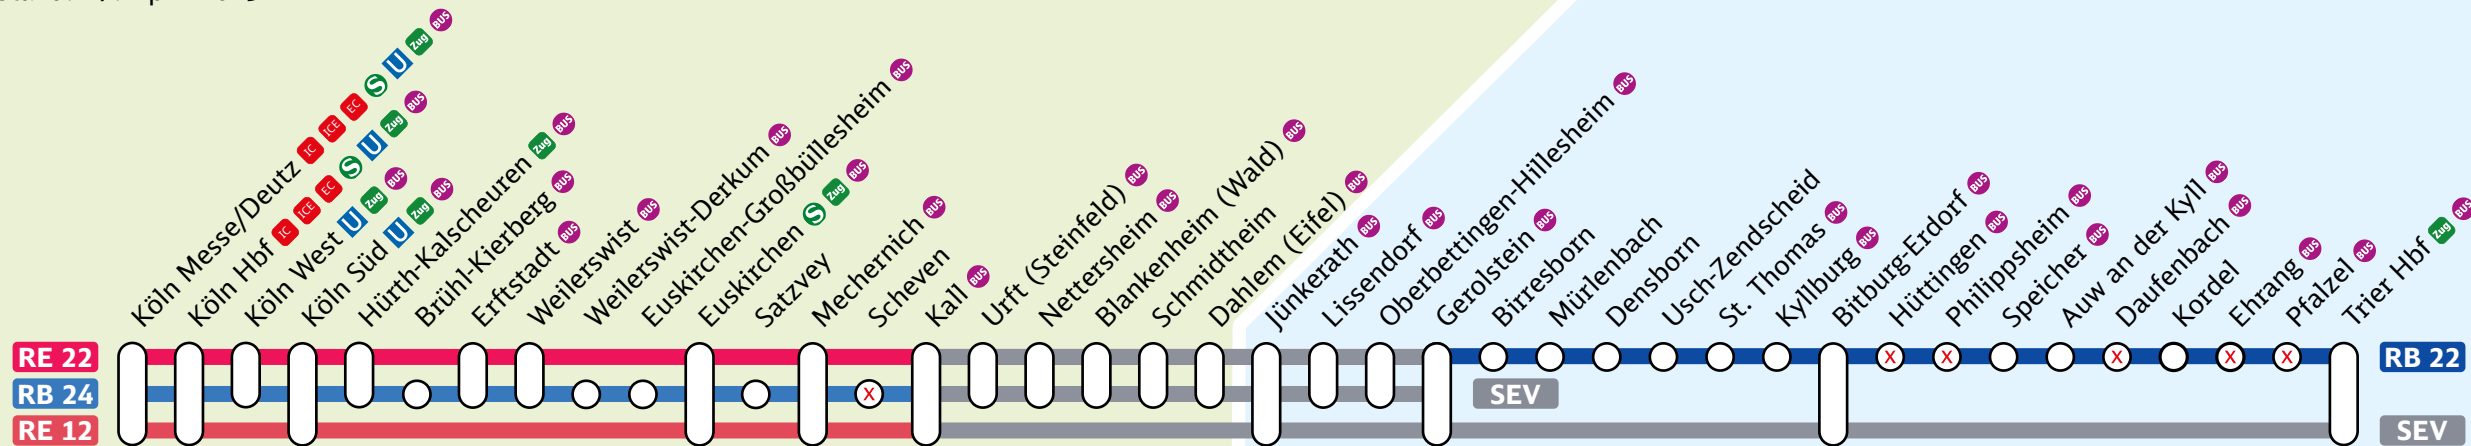 Köln Messe/Deutz IC ICE EC S U Zug BUS
Köln Hbf IC ICE EC S U Zug BUS
Köln West U Zug BUS
Köln Süd U Zug BUS
Hürth-Kalscheuren Zug BUS
Brühl-Kierberg BUS
Erftstadt BUS
Weilerswist BUS
Weilerswist-Derkum BUS
Euskirchen-Großbüllesheim BUS
Euskirchen S Zug BUS
Satzvey
Mechernich BUS
Scheven
Kall BUS
Urft (Steinfeld) BUS
Nettersheim BUS
Blankenheim (Wald) BUS
Schmidtheim
Dahlem (Eifel) BUS
Jünkerath BUS
Lissendorf BUS
Oberbettingen-Hillesheim BUS
Gerolstein BUS
Birresborn
Mürlenbach
Densborn
Usch-Zendscheid
St. Thomas BUS
Kyllburg BUS
Bitburg-Erdorf BUS
Hüttingen BUS
Philippsheim BUS
Speicher BUS
Auw an der Kyll BUS
Daufenbach BUS
Kordel
Ehrang BUS
Pfalzel BUS
Trier Hbf Zug BUS
RE 22 X X X X X RB 22
RB 24 X SEV
RE 12 SEV